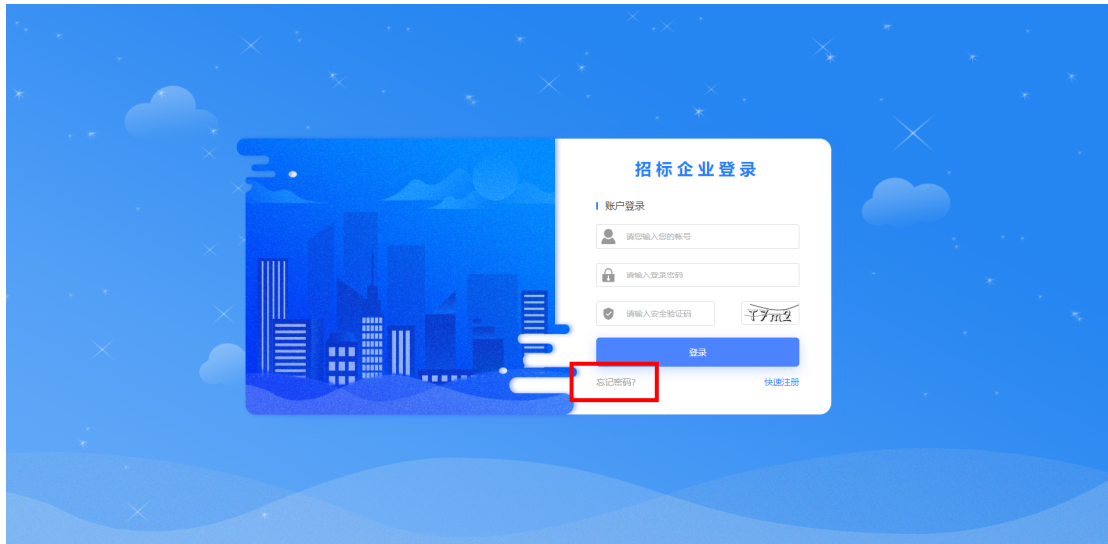 招标企业登录
账户登录
请您输入您的帐号
请输入登录密码
请输入安全验证码
登录
忘记密码?
快速注册